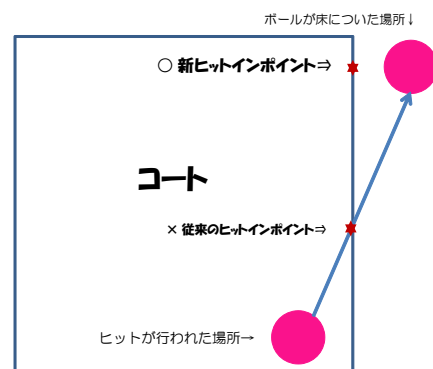 ボールが床についた場所↓
○ 新ヒットインポイント⇒
コート
× 従来のヒットインポイント⇒
ヒットが行われた場所→